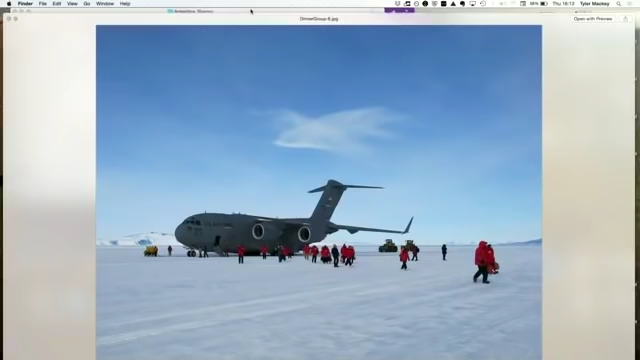 Finder File Edit View Go Window Help
Thu 16:12 Tyler Mackey
DinnerGroup-6.jpg
Open with Preview